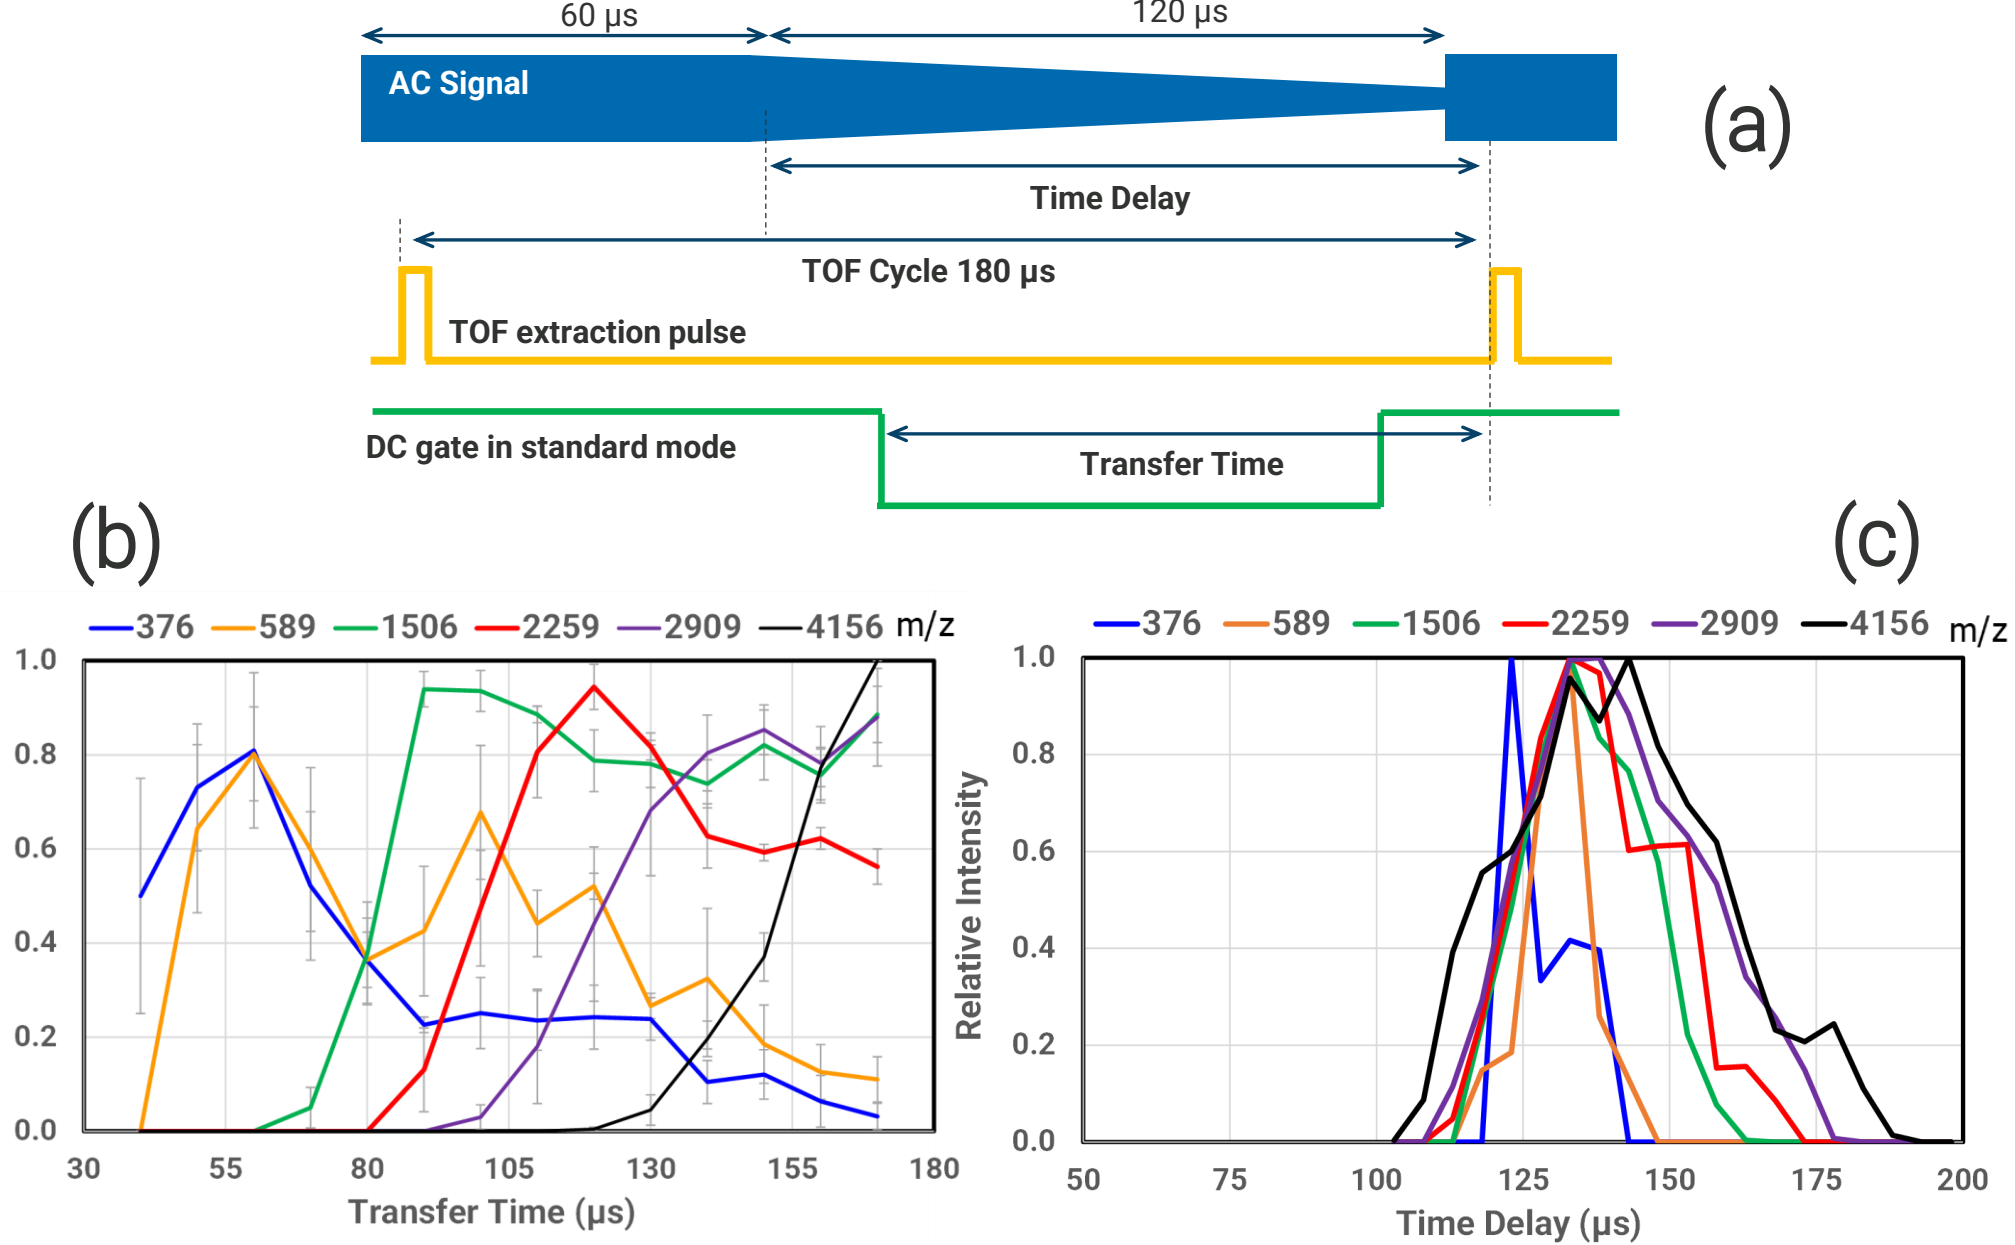 60 µs
120 µs
AC Signal
(a)
Time Delay
TOF Cycle 180 µs
TOF extraction pulse
DC gate in standard mode
Transfer Time
(b)
(c)
376 589 1506 2259 2909 4156 m/z
1.0
0.8
0.6
0.4
0.2
0.0
30 55 80 105 130 155 180
Transfer Time (µs)
376 589 1506 2259 2909 4156 m/z
Relative Intensity
1.0
0.8
0.6
0.4
0.2
0.0
50 75 100 125 150 175 200
Time Delay (µs)